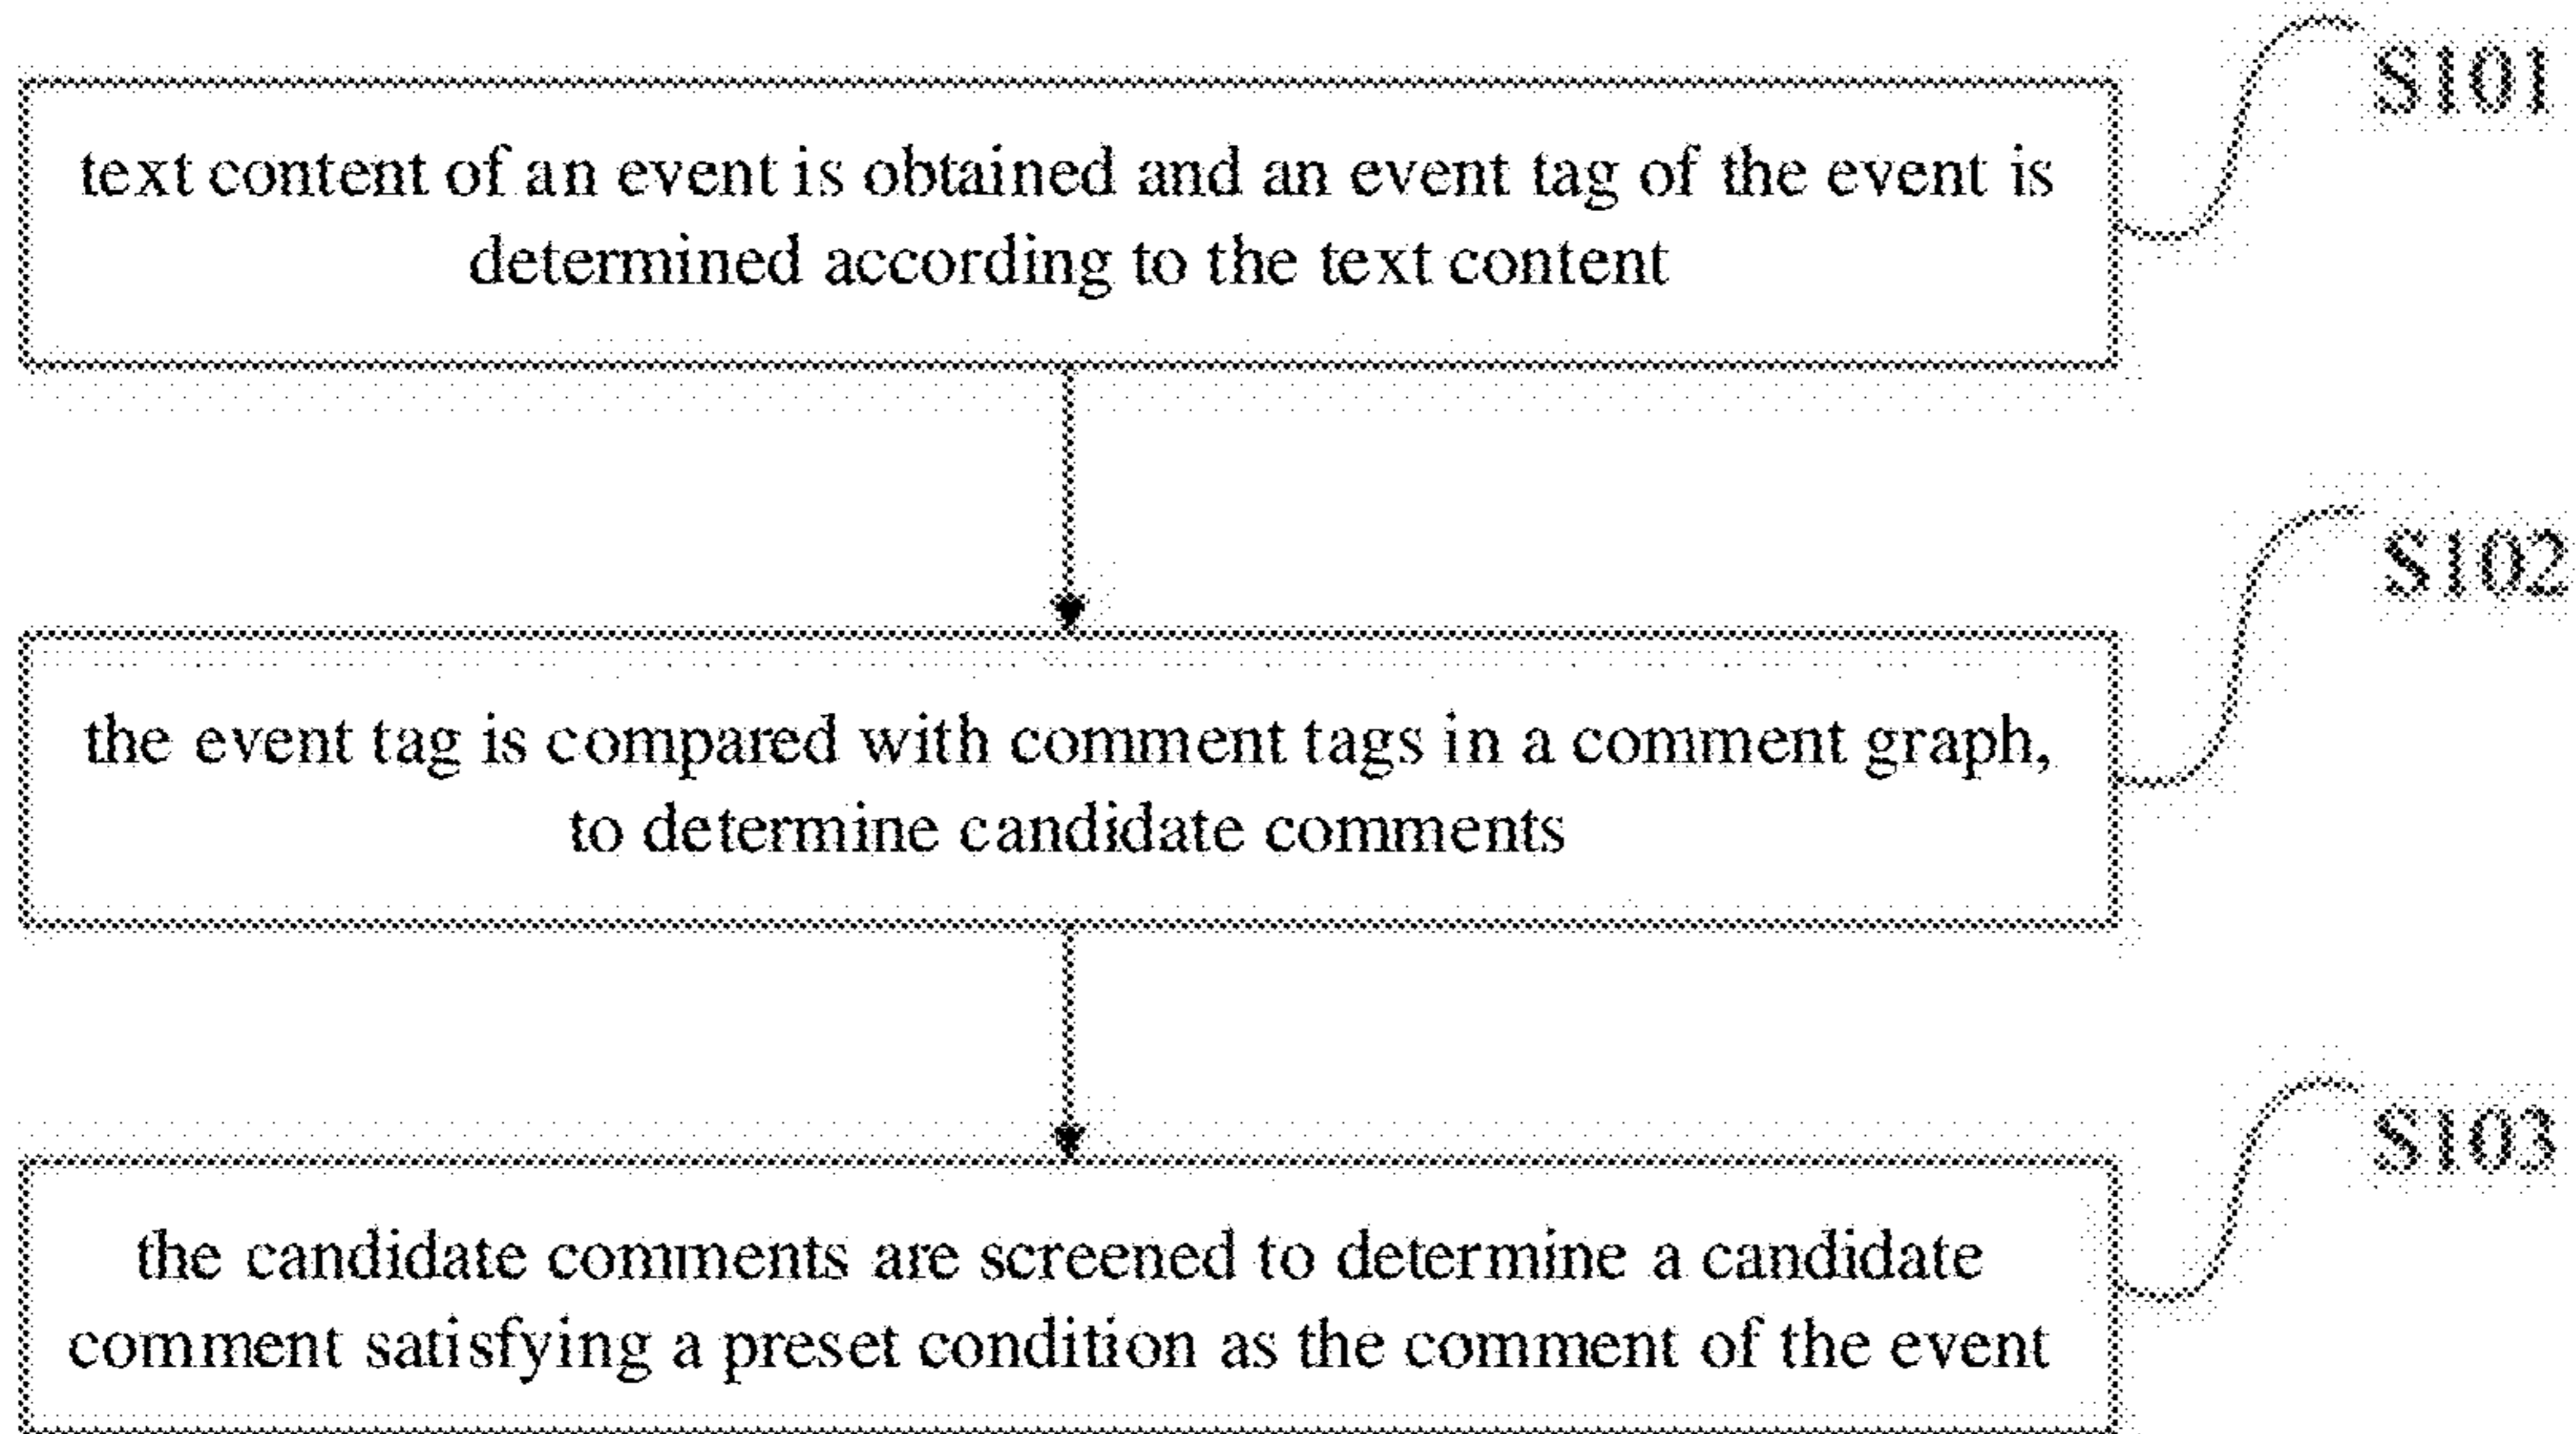 S101
text content of an event is obtained and an event tag of the event is
determined according to the text content
S102
the event tag is compared with comment tags in a comment graph,
to determine candidate comments
S103
the candidate comments are screened to determine a candidate
comment satisfying a preset condition as the comment of the event